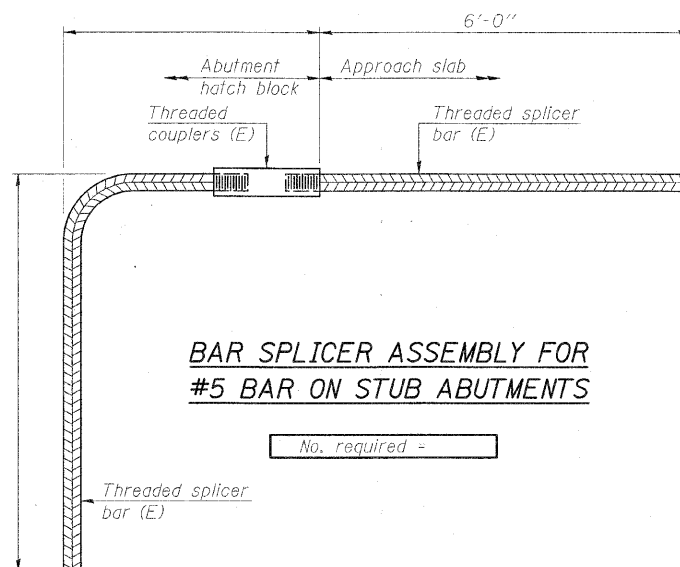 6'-0"
Abutment
hatch block
Approach slab
Threaded
couplers (E)
Threaded splicer
bar (E)
BAR SPLICER ASSEMBLY FOR
#5 BAR ON STUB ABUTMENTS
No. required =
Threaded splicer
bar (E)